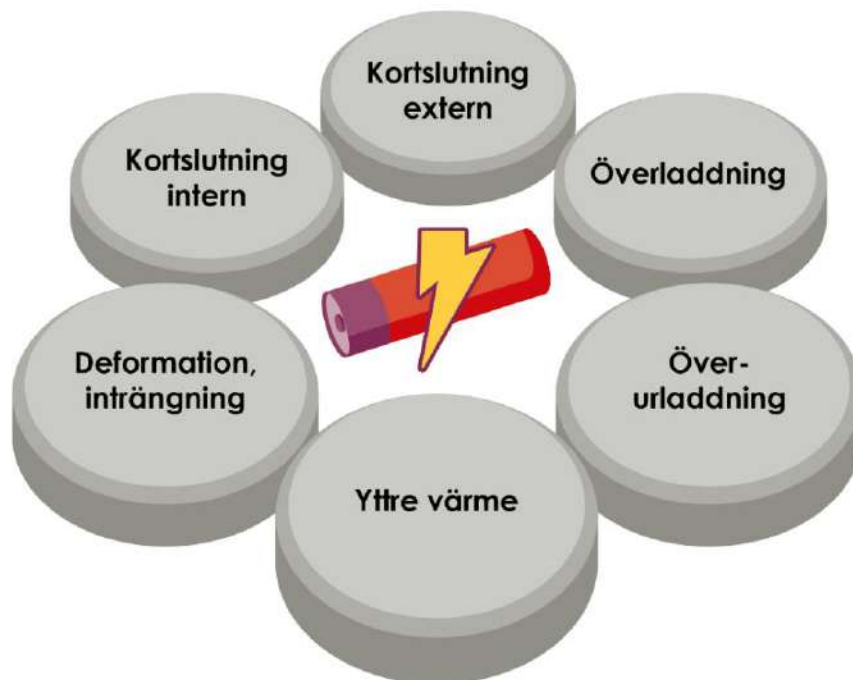 Kortslutning
extern
Kortslutning
intern
Överladdning
Deformation,
inträngning
Över-
urladdning
Yttre värme